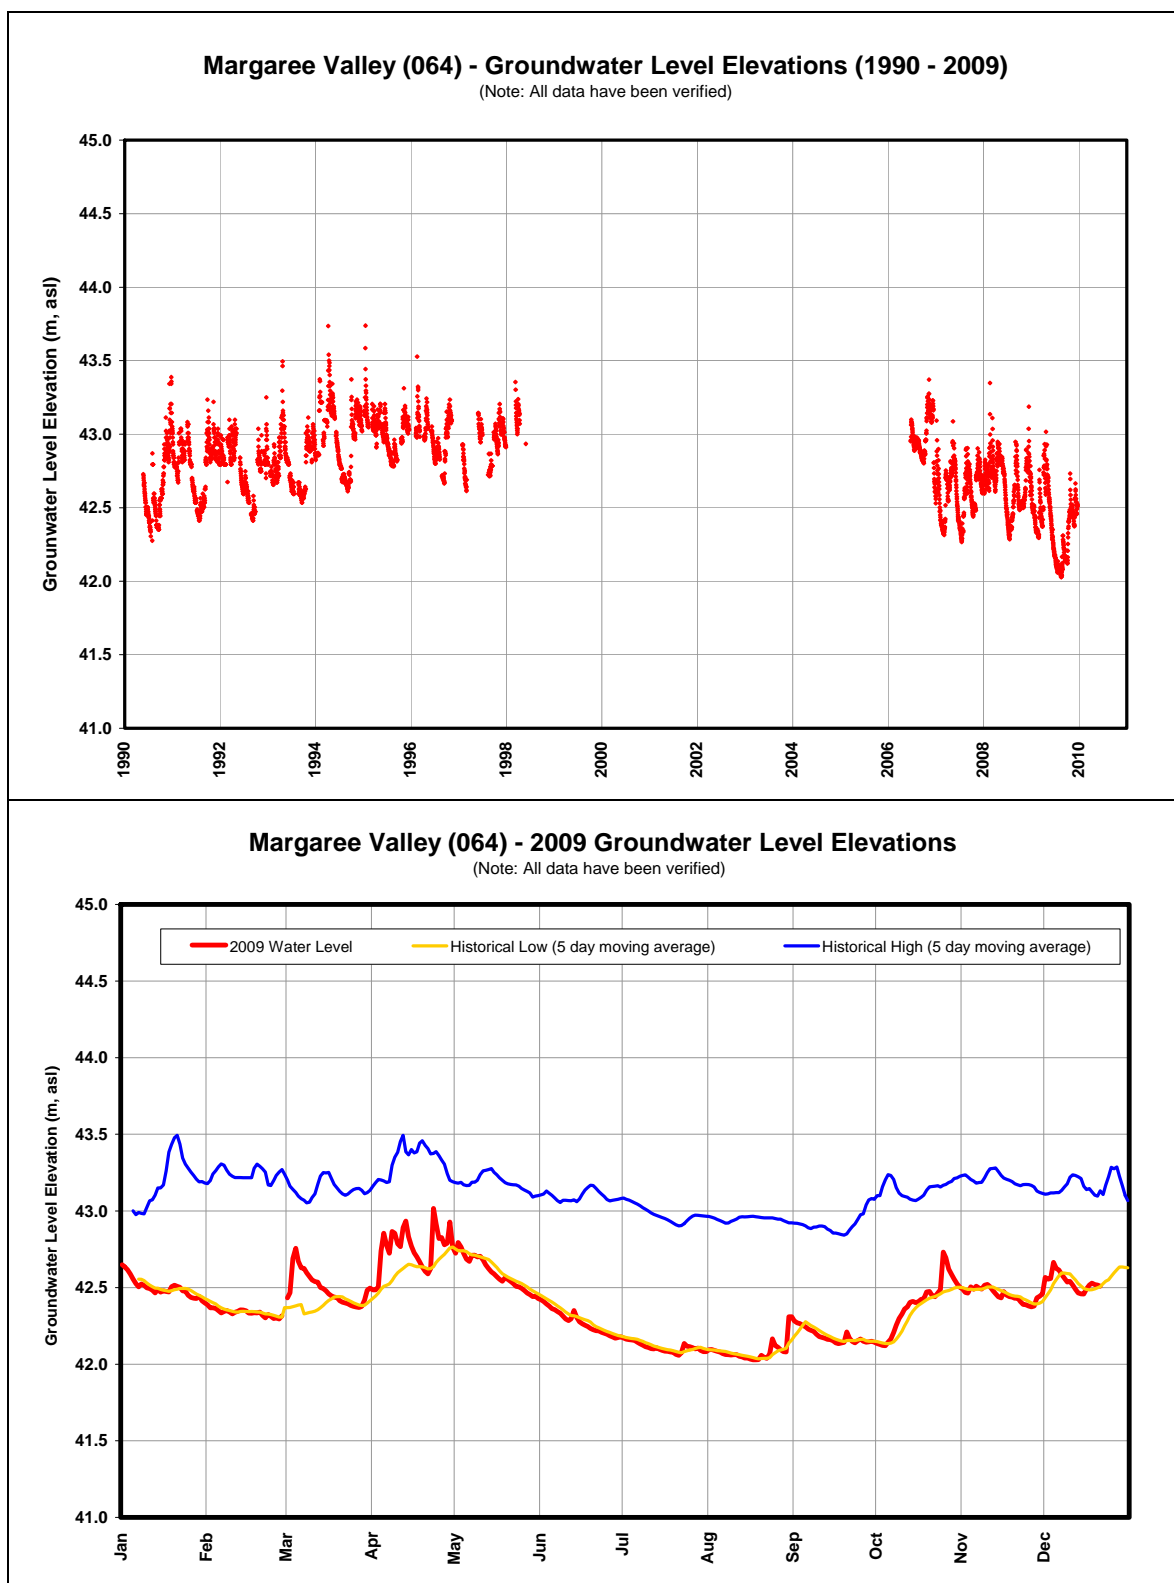 Margaree Valley (064) - Groundwater Level Elevations (1990 - 2009)
(Note: All data have been verified)
45.0
44.5
44.0
43.5
43.0
42.5
42.0
41.5
41.0
Grounwater Level Elevation (m, asl)
1990
1992
1994
1996
1998
2000
2002
2004
2006
2008
2010
Margaree Valley (064) - 2009 Groundwater Level Elevations
(Note: All data have been verified)
45.0
2009 Water Level
Historical Low (5 day moving average)
Historical High (5 day moving average)
44.5
44.0
43.5
43.0
42.5
42.0
41.5
41.0
Groundwater Level Elevation (m, asl)
Jan
Feb
Mar
Apr
May
Jun
Jul
Aug
Sep
Oct
Nov
Dec